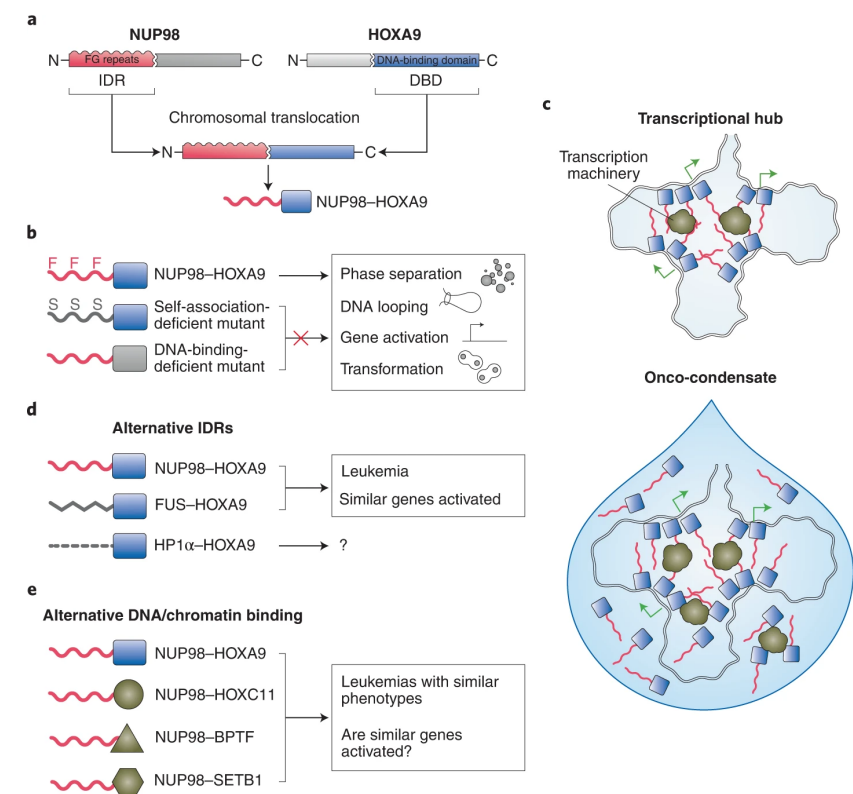 a
NUP98
HOXA9
N
FG repeats
C
N
DNA-binding domain
C
IDR
DBD
Chromosomal translocation
N
C
NUP98–HOXA9
b
F F F
NUP98–HOXA9
S S S
Self-association-
deficient mutant
DNA-binding-
deficient mutant
Phase separation
DNA looping
Gene activation
Transformation
c
Transcriptional hub
Transcription
machinery
Onco-condensate
d
Alternative IDRs
NUP98–HOXA9
FUS–HOXA9
HP1α–HOXA9
Leukemia
Similar genes activated
?
e
Alternative DNA/chromatin binding
NUP98–HOXA9
NUP98–HOXC11
NUP98–BPTF
NUP98–SETB1
Leukemias with similar
phenotypes
Are similar genes
activated?